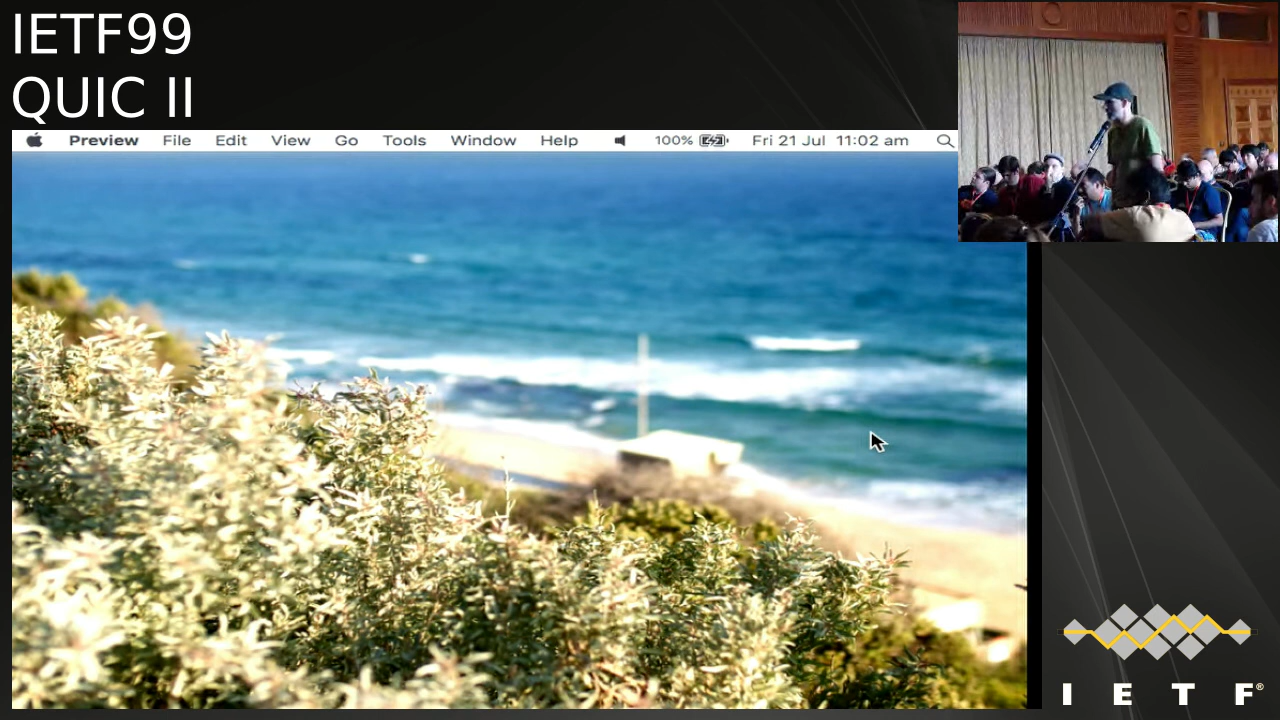 IETF99
QUIC II
Preview File Edit View Go Tools Window Help 100% Fri 21 Jul 11:02 am
I E T F®